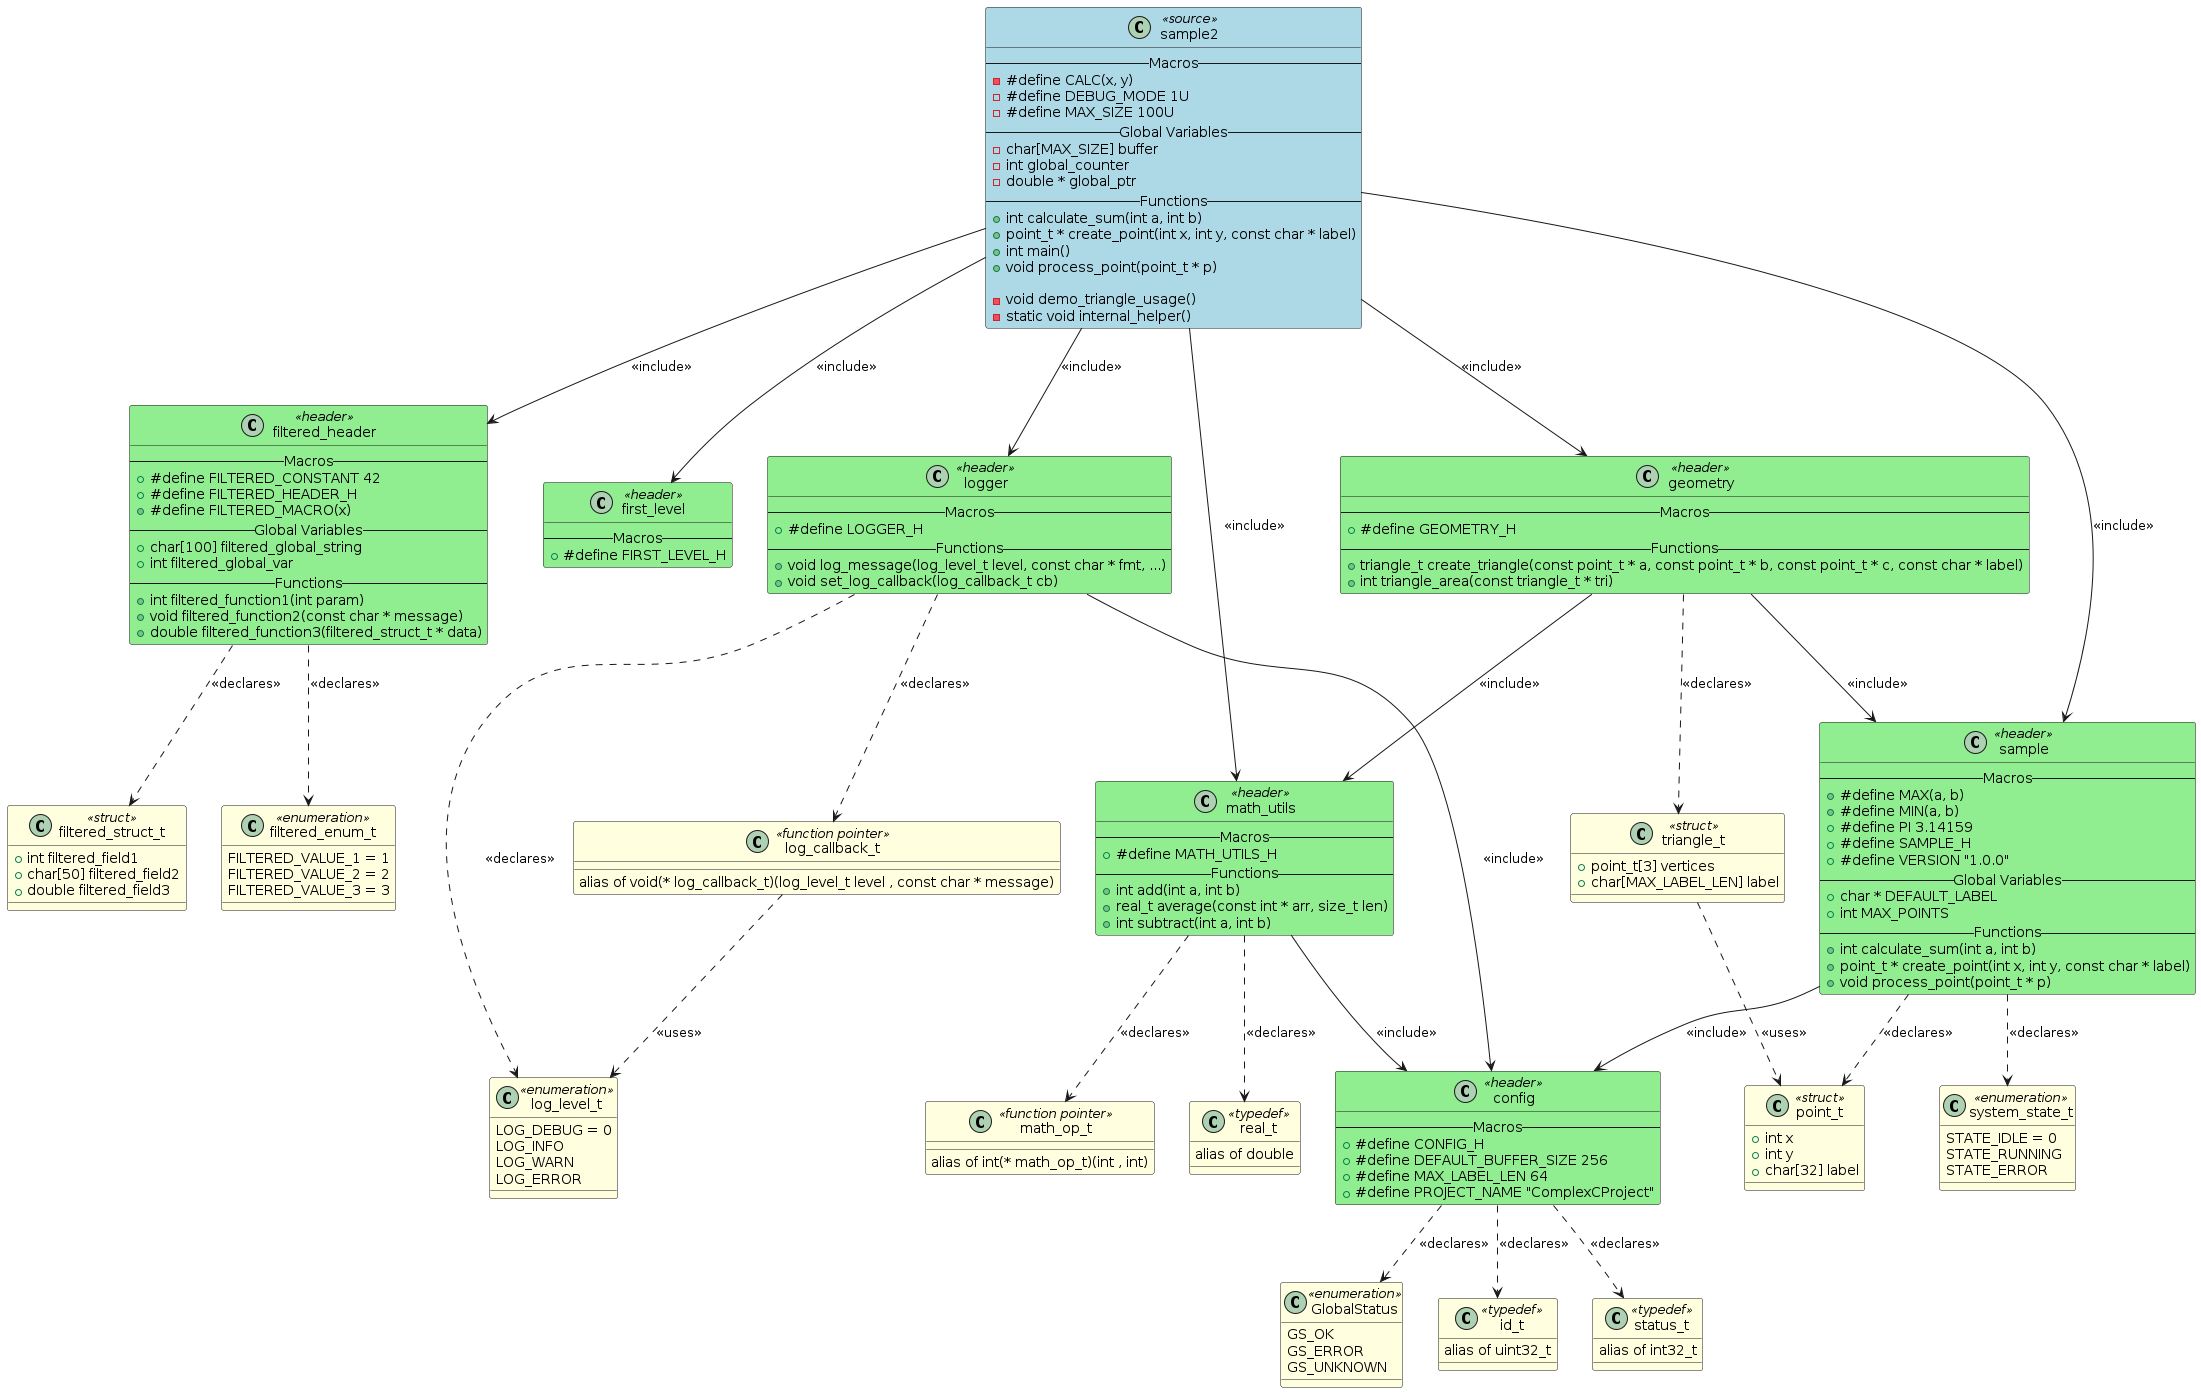 «source»
C
sample2
Macros
#define CALC(x, y)
#define DEBUG_MODE 1U
#define MAX_SIZE 100U
Global Variables
char[MAX_SIZE] buffer
int global_counter
double * global_ptr
Functions
int calculate_sum(int a, int b)
point_t * create_point(int x, int y, const char * label)
int main()
void process_point(point_t * p)
void demo_triangle_usage()
static void internal_helper()
«include»
«include»
«include»
«include»
«include»
«include»
«header»
C
filtered_header
Macros
#define FILTERED_CONSTANT 42
#define FILTERED_HEADER_H
#define FILTERED_MACRO(x)
Global Variables
char[100] filtered_global_string
int filtered_global_var
Functions
int filtered_function1(int param)
void filtered_function2(const char * message)
double filtered_function3(filtered_struct_t * data)
«header»
C
first_level
Macros
#define FIRST_LEVEL_H
«header»
C
logger
Macros
#define LOGGER_H
Functions
void log_message(log_level_t level, const char * fmt, ...)
void set_log_callback(log_callback_t cb)
«header»
C
geometry
Macros
#define GEOMETRY_H
Functions
triangle_t create_triangle(const point_t * a, const point_t * b, const point_t * c, const char * label)
int triangle_area(const triangle_t * tri)
«declares»
«declares»
«declares»
«include»
«declares»
«include»
«struct»
C
filtered_struct_t
int filtered_field1
char[50] filtered_field2
double filtered_field3
«enumeration»
C
filtered_enum_t
FILTERED_VALUE_1 = 1
FILTERED_VALUE_2 = 2
FILTERED_VALUE_3 = 3
«declares»
«function pointer»
C
log_callback_t
alias of void(* log_callback_t)(log_level_t level , const char * message)
«header»
C
math_utils
Macros
#define MATH_UTILS_H
Functions
int add(int a, int b)
real_t average(const int * arr, size_t len)
int subtract(int a, int b)
«include»
«struct»
C
triangle_t
point_t[3] vertices
char[MAX_LABEL_LEN] label
«header»
C
sample
Macros
#define MAX(a, b)
#define MIN(a, b)
#define PI 3.14159
#define SAMPLE_H
#define VERSION "1.0.0"
Global Variables
char * DEFAULT_LABEL
int MAX_POINTS
Functions
int calculate_sum(int a, int b)
point_t * create_point(int x, int y, const char * label)
void process_point(point_t * p)
«uses»
«declares»
«declares»
«include»
«include»
«uses»
«declares»
«declares»
«enumeration»
C
log_level_t
LOG_DEBUG = 0
LOG_INFO
LOG_WARN
LOG_ERROR
«function pointer»
C
math_op_t
alias of int(* math_op_t)(int , int)
«typedef»
C
real_t
alias of double
«header»
C
config
Macros
#define CONFIG_H
#define DEFAULT_BUFFER_SIZE 256
#define MAX_LABEL_LEN 64
#define PROJECT_NAME "ComplexCProject"
«struct»
C
point_t
int x
int y
char[32] label
«enumeration»
C
system_state_t
STATE_IDLE = 0
STATE_RUNNING
STATE_ERROR
«declares»
«declares»
«declares»
«enumeration»
C
GlobalStatus
GS_OK
GS_ERROR
GS_UNKNOWN
«typedef»
C
id_t
alias of uint32_t
«typedef»
C
status_t
alias of int32_t